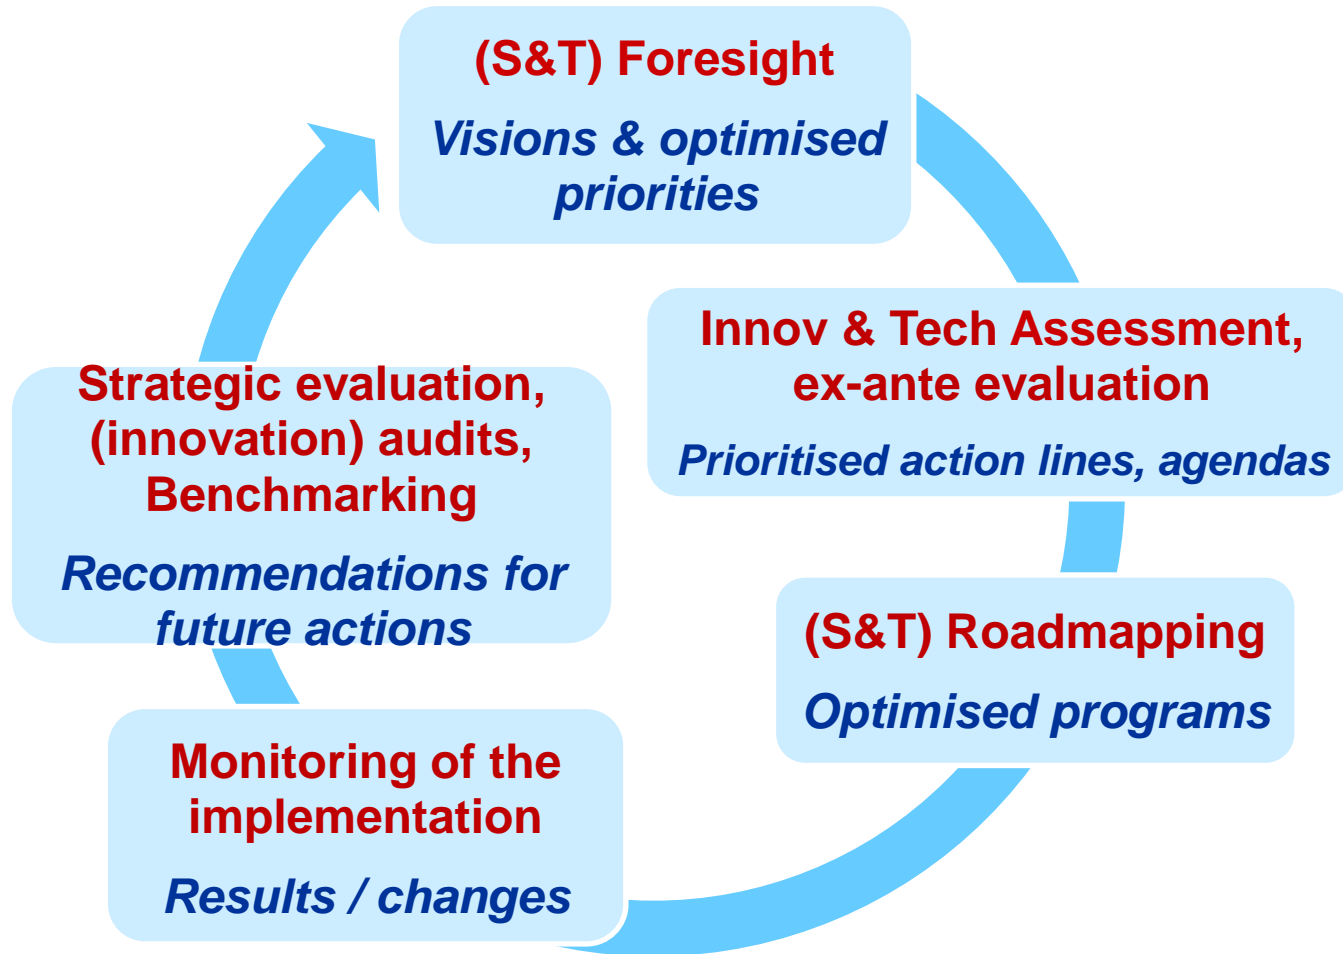 (S&T) Foresight
Visions & optimised
priorities
Innov & Tech Assessment,
ex-ante evaluation
Prioritised action lines, agendas
(S&T) Roadmapping
Optimised programs
Monitoring of the
implementation
Results / changes
Strategic evaluation,
(innovation) audits,
Benchmarking
Recommendations for
future actions